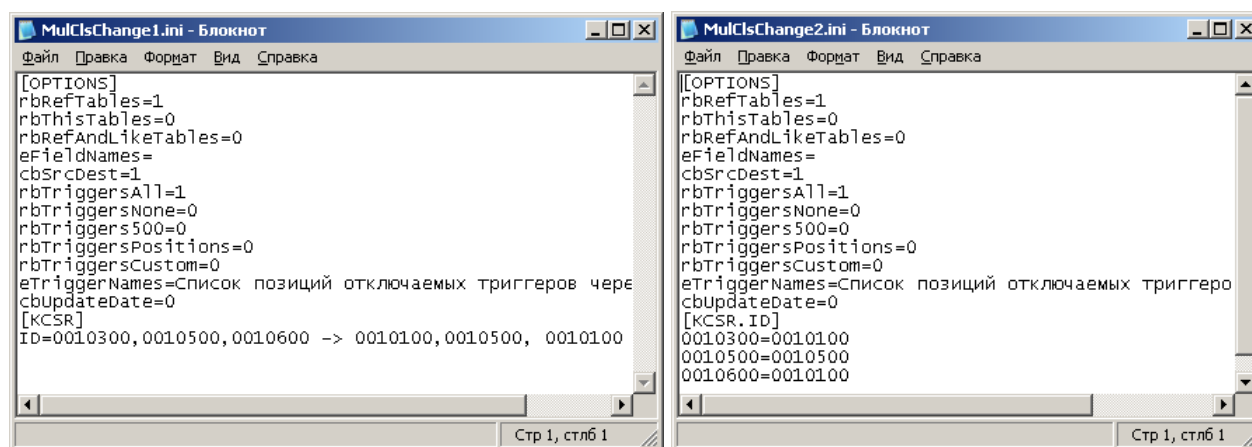 MulClsChange1.ini - Блокнот
Файл Правка Формат Вид Справка
[OPTIONS]
rbRefTables=1
rbThisTables=0
rbRefAndLikeTables=0
eFieldNames=
cbSrcDest=1
rbTriggersAll=1
rbTriggersNone=0
rbTriggers500=0
rbTriggersPositions=0
rbTriggersCustom=0
eTriggerNames=Список позиций отключаемых триггеров чере
cbUpdateDate=0
[KCSR]
ID=0010300,0010500,0010600 -> 0010100,0010500, 0010100
Стр 1, стлб 1
MulClsChange2.ini - Блокнот
Файл Правка Формат Вид Справка
[OPTIONS]
rbRefTables=1
rbThisTables=0
rbRefAndLikeTables=0
eFieldNames=
cbSrcDest=1
rbTriggersAll=1
rbTriggersNone=0
rbTriggers500=0
rbTriggersPositions=0
rbTriggersCustom=0
eTriggerNames=Список позиций отключаемых триггеро
cbUpdateDate=0
[KCSR.ID]
0010300=0010100
0010500=0010500
0010600=0010100
Стр 1, стлб 1